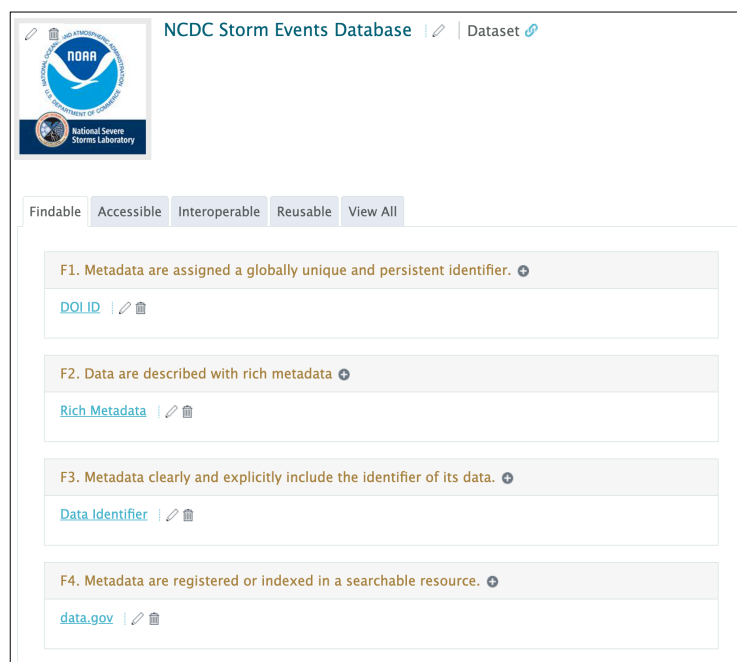 NCDC Storm Events Database
Dataset
NATIONAL OCEANIC AND ATMOSPHERIC ADMINISTRATION
NOAA
U.S. DEPARTMENT OF COMMERCE
National Severe
Storms Laboratory
Findable Accessible Interoperable Reusable View All
F1. Metadata are assigned a globally unique and persistent identifier.
DOI ID
F2. Data are described with rich metadata
Rich Metadata
F3. Metadata clearly and explicitly include the identifier of its data.
Data Identifier
F4. Metadata are registered or indexed in a searchable resource.
data.gov